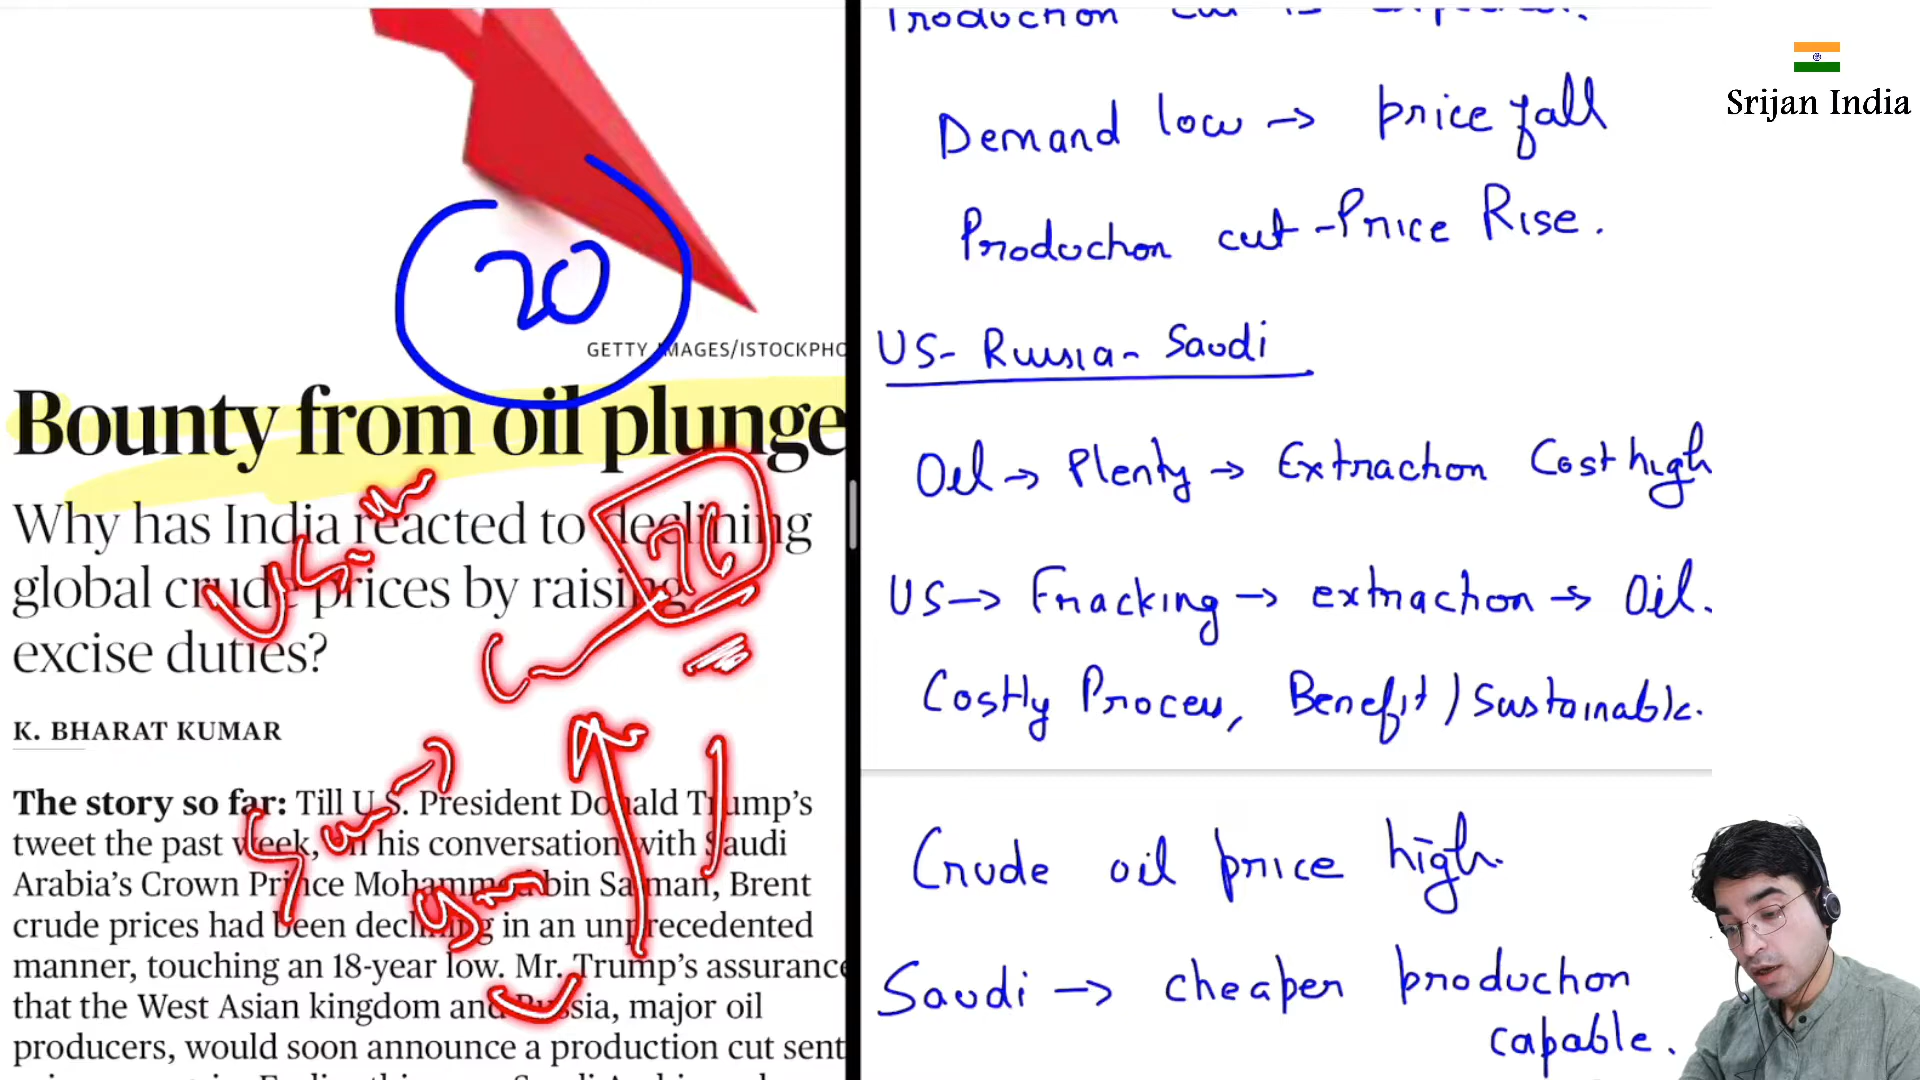 20
GETTY IMAGES/ISTOCKPHO
Bounty from oil plunge
Why has India reacted to declining
global crude prices by raising
excise duties?
76
US
K. BHARAT KUMAR
The story so far: Till U.S. President Donald Trump's
tweet the past week, on his conversation with Saudi
Arabia's Crown Prince Mohammed bin Salman, Brent
crude prices had been declining in an unprecedented
manner, touching an 18-year low. Mr. Trump's assurance
that the West Asian kingdom and Russia, major oil
producers, would soon announce a production cut sent
Production cut is expected.
Demand low → price fall
Production cut - Price Rise.
US- Russia- Saudi
Oil → Plenty → Extraction Cost high
US → Fracking → extraction → Oil.
Costly Process, Benefit / Sustainable.
Crude oil price high.
Saudi → cheaper production
capable.
Srijan India